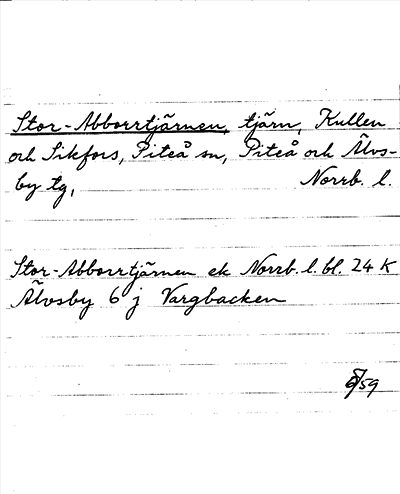 Stor-Abborrtjärnen, tjärn, Kullen
och Sikfors, Piteå sn, Piteå och Älvs-
by tg, Norrb. l.
Stor-Abborrtjärnen ek Norrb. l. bl. 24 K
Älvsby 6 j Vargbacken
/59